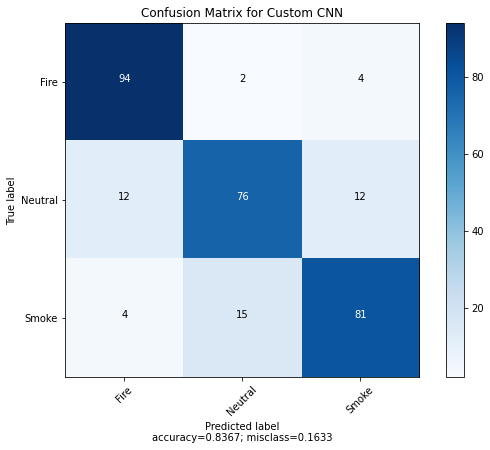 Confusion Matrix for Custom CNN
True label
Fire
Neutral
Smoke
94 2 4
12 76 12
4 15 81
Fire Neutral Smoke
Predicted label
accuracy=0.8367; misclass=0.1633
80
60
40
20